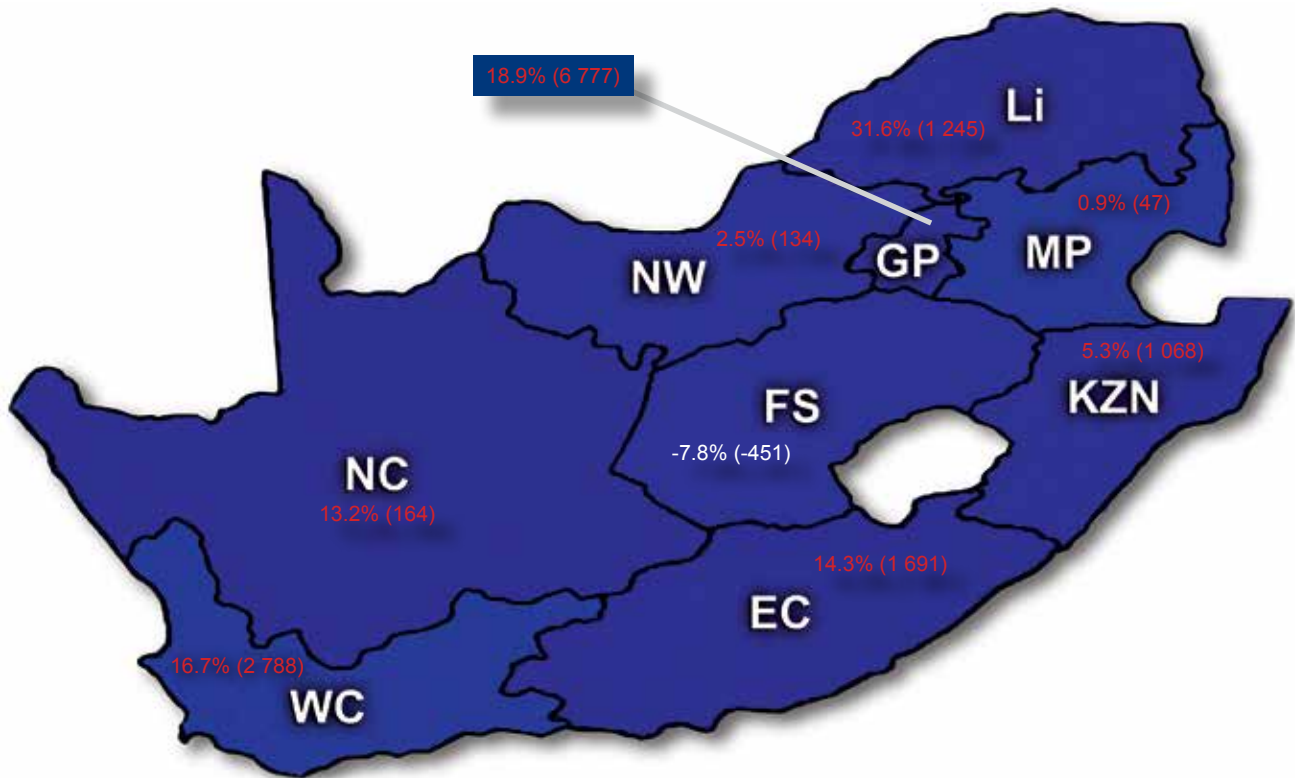 18.9% (6 777)
Li
31.6% (1 245)
0.9% (47)
2.5% (134)
NW
GP
MP
5.3% (1 068)
KZN
FS
-7.8% (-451)
NC
13.2% (164)
14.3% (1 691)
EC
16.7% (2 788)
WC